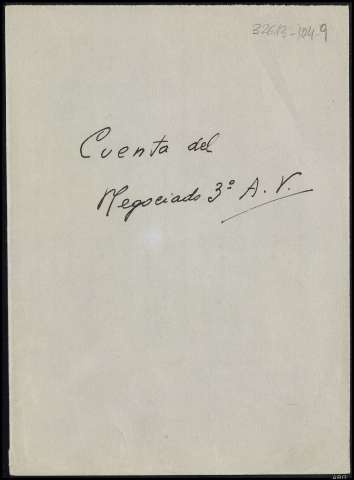 32613-104-9
Cuenta del
Negociado 3º A. V.